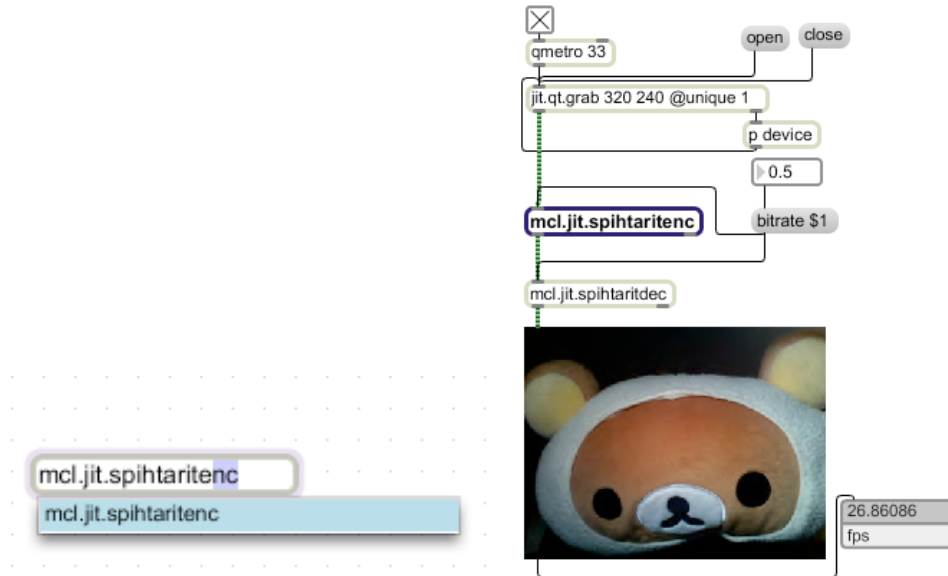 open
close
qmetro 33
jit.qt.grab 320 240 @unique 1
p device
0.5
mcl.jit.spihtaritenc
bitrate $1
mcl.jit.spihtaritdec
mcl.jit.spihtaritenc
mcl.jit.spihtaritenc
26.86086
fps